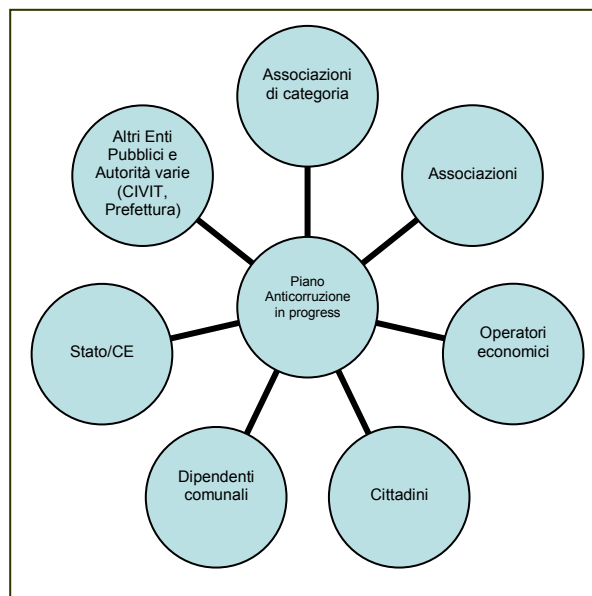 Associazioni
di categoria
Altri Enti
Pubblici e
Autorità varie
(CIVIT,
Prefettura)
Associazioni
Piano
Anticorruzione
in progress
Stato/CE
Operatori
economici
Dipendenti
comunali
Cittadini